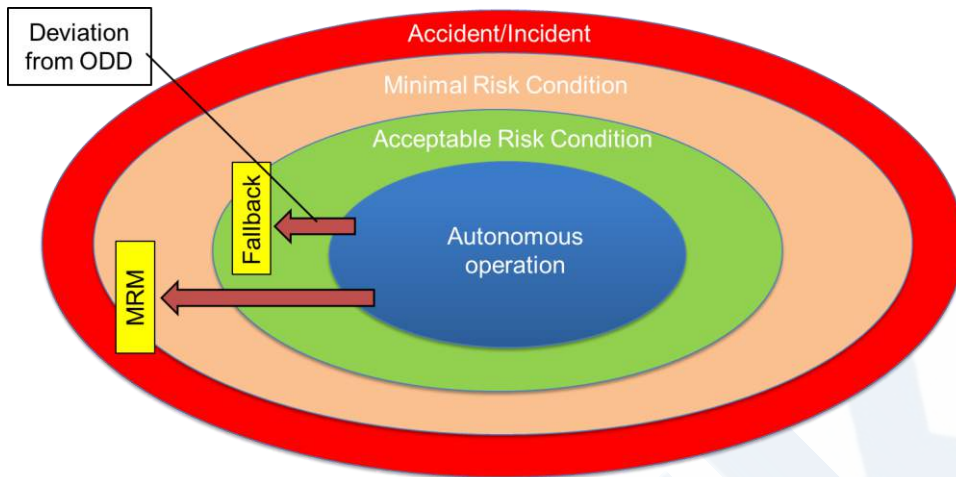 Deviation
from ODD
Accident/Incident
Minimal Risk Condition
Acceptable Risk Condition
Fallback
Autonomous
operation
MRM